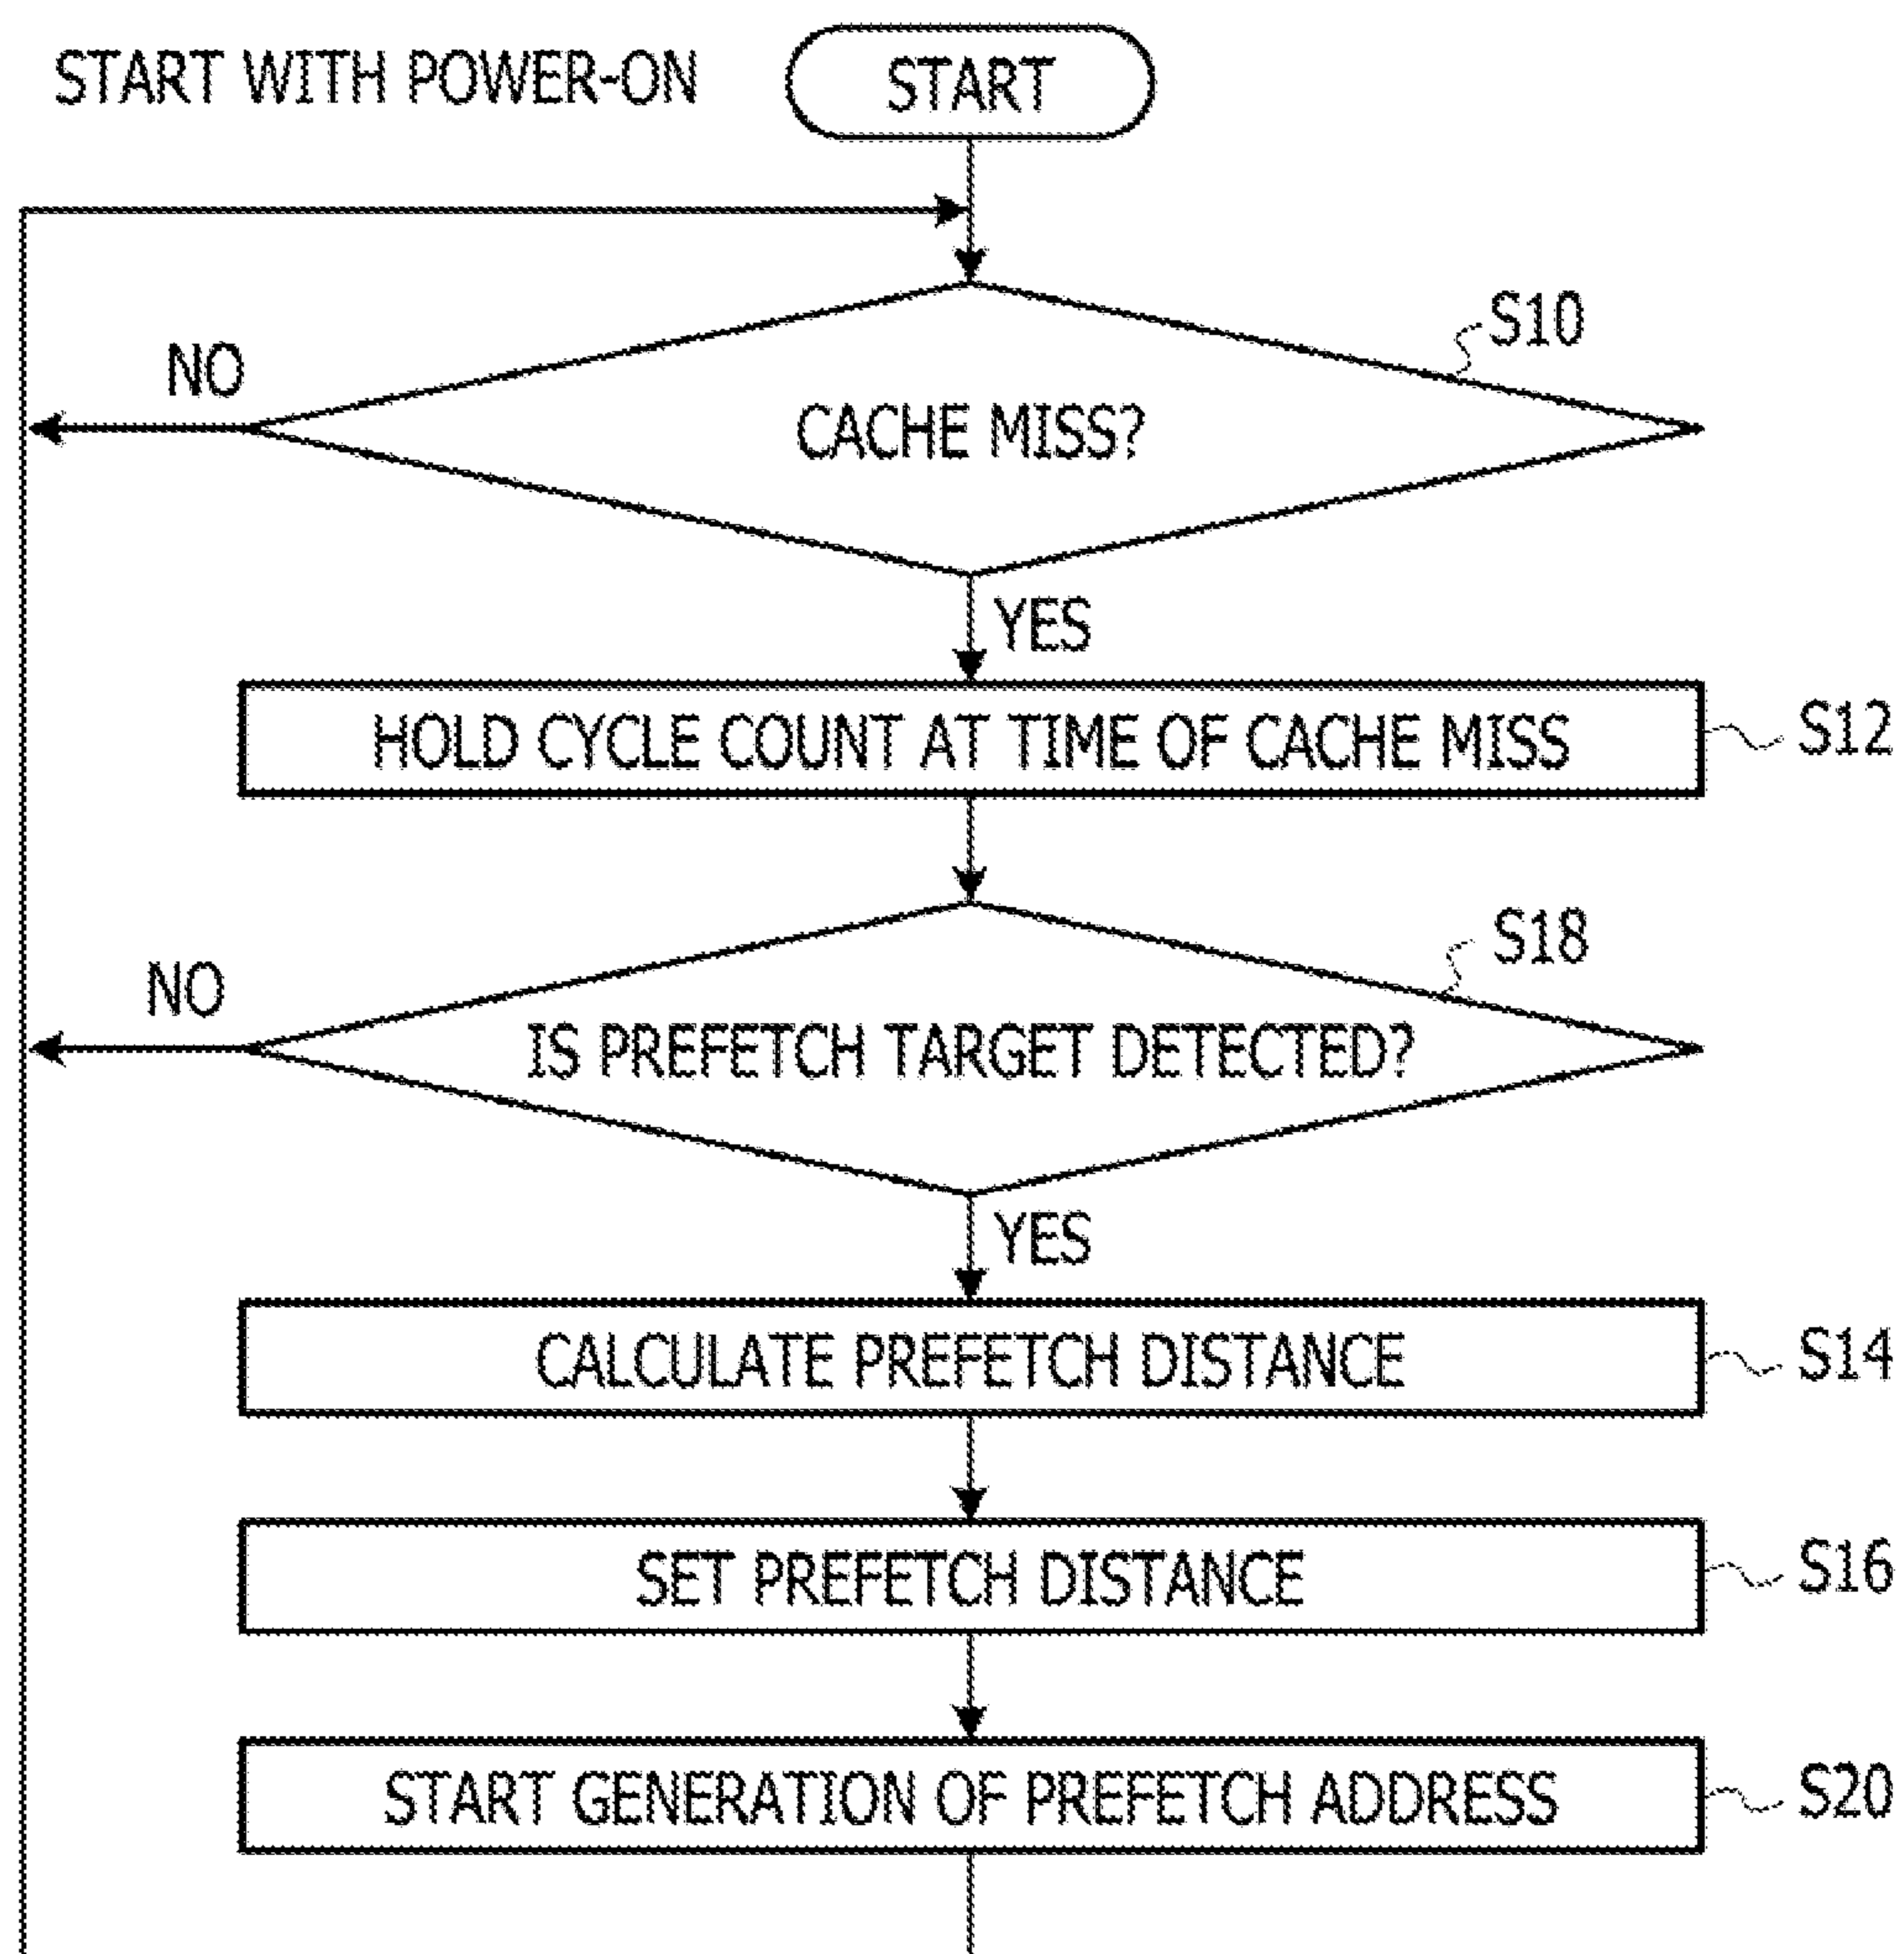 START WITH POWER-ON
START
S10
NO
CACHE MISS?
YES
HOLD CYCLE COUNT AT TIME OF CACHE MISS
S12
S18
NO
IS PREFETCH TARGET DETECTED?
YES
CALCULATE PREFETCH DISTANCE
S14
SET PREFETCH DISTANCE
S16
START GENERATION OF PREFETCH ADDRESS
S20